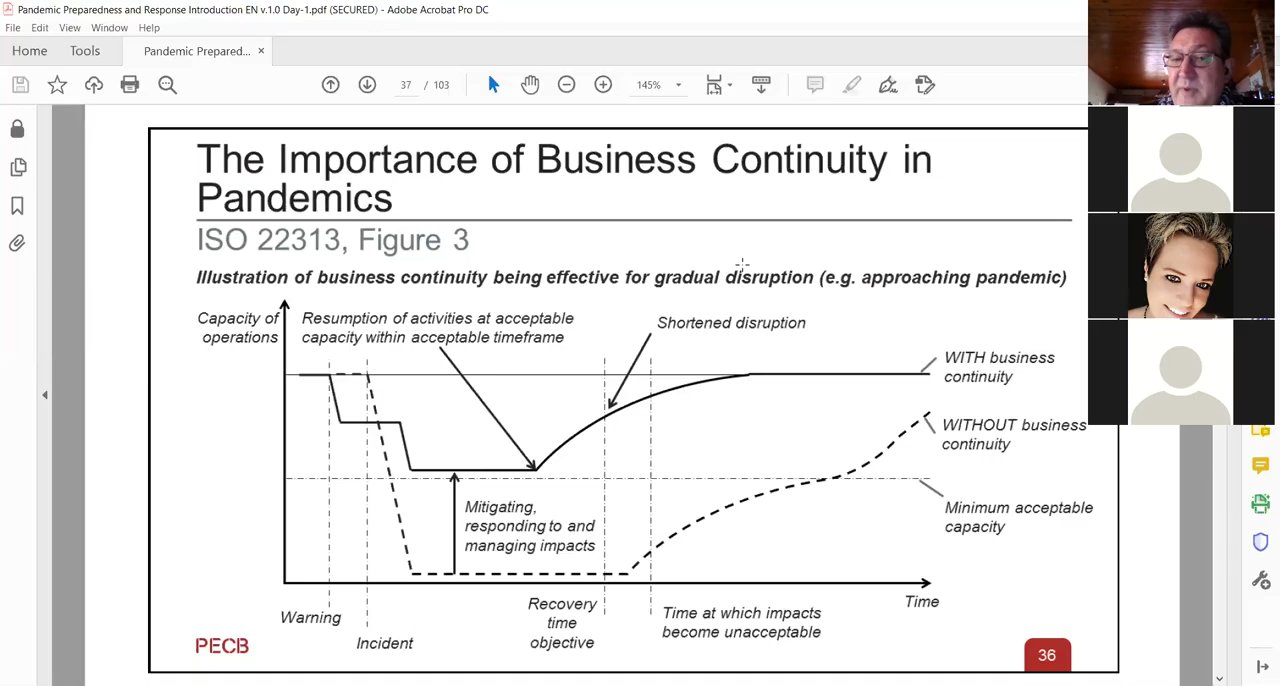 Pandemic Preparedness and Response Introduction EN v.1.0 Day-1.pdf (SECURED) - Adobe Acrobat Pro DC
File Edit View Window Help
Home Tools Pandemic Prepared... ×
37 / 103 145%
The Importance of Business Continuity in
Pandemics
ISO 22313, Figure 3
Illustration of business continuity being effective for gradual disruption (e.g. approaching pandemic)
Capacity of
operations
Resumption of activities at acceptable
capacity within acceptable timeframe
Shortened disruption
WITH business
continuity
WITHOUT business
continuity
Minimum acceptable
capacity
Mitigating,
responding to and
managing impacts
Warning
Incident
Recovery
time
objective
Time at which impacts
become unacceptable
Time
PECB
36